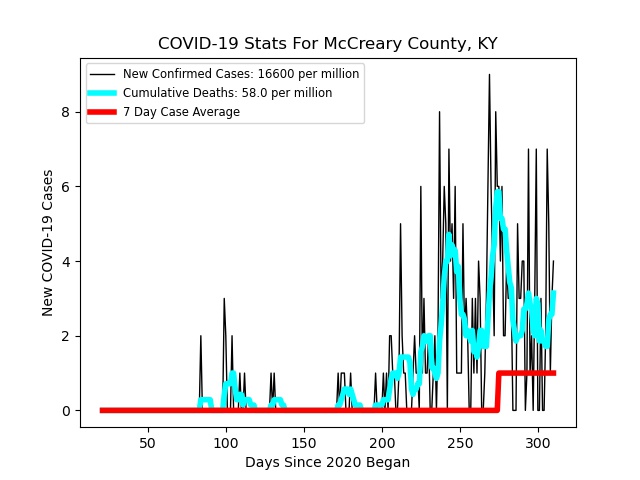 COVID-19 Stats For McCreary County, KY
New Confirmed Cases: 16600 per million
Cumulative Deaths: 58.0 per million
7 Day Case Average
New COVID-19 Cases
8
6
4
2
0
50 100 150 200 250 300
Days Since 2020 Began